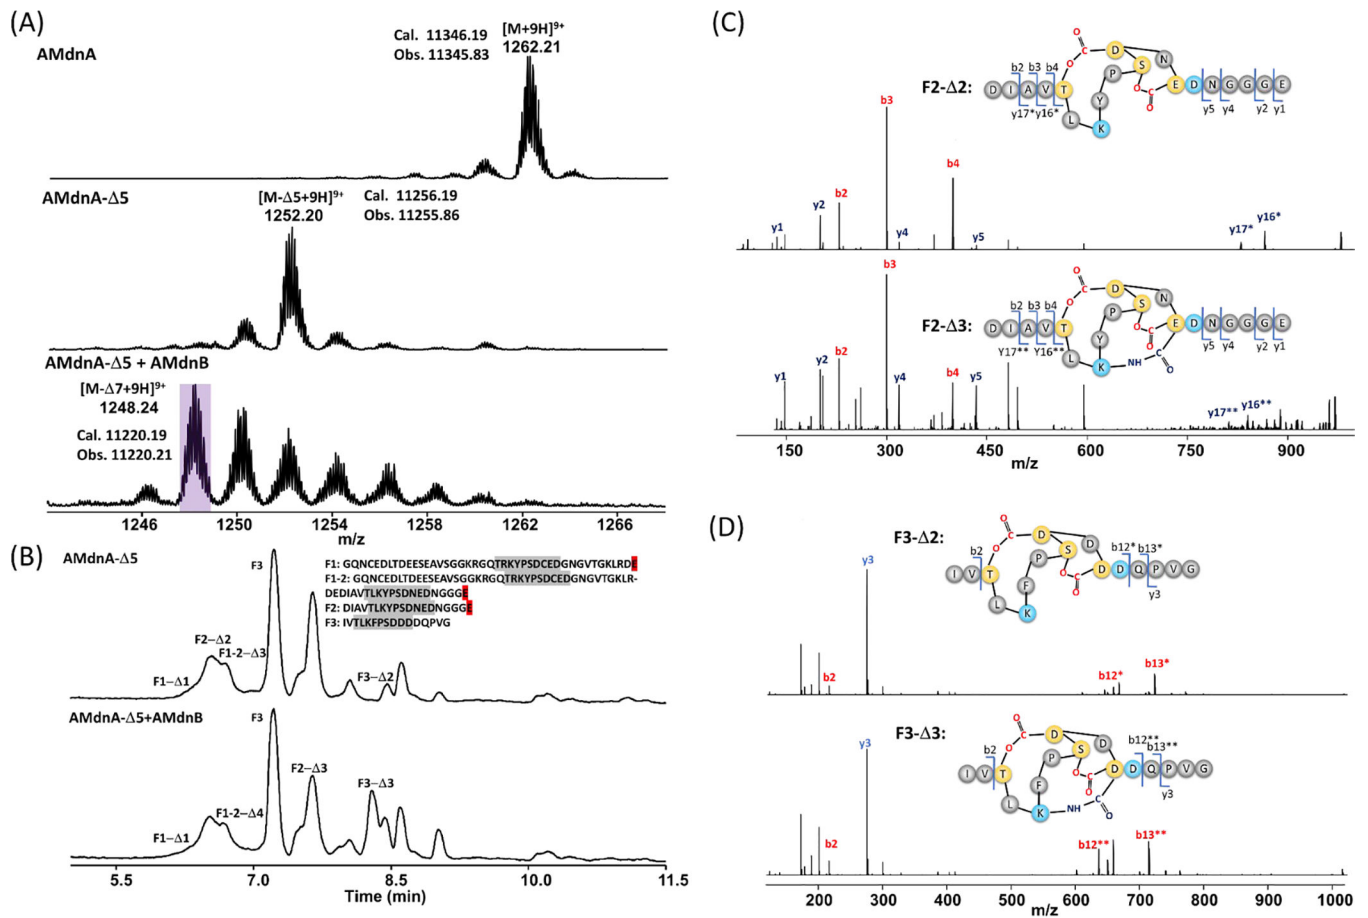 (A)
AMdnA
Cal. 11346.19
Obs. 11345.83
[M+9H]9+
1262.21
AMdnA-Δ5
[M-Δ5+9H]9+
1252.20
Cal. 11256.19
Obs. 11255.86
AMdnA-Δ5 + AMdnB
[M-Δ7+9H]9+
1248.24
Cal. 11220.19
Obs. 11220.21
1246 1250 1254 1258 1262 1266
m/z
(B)
AMdnA-Δ5
F1: GQNCEDLTDEESEAVSGGKRGQTRKYPSDCEDGNGVTGKLRDE
F1-2: GQNCEDLTDEESEAVSGGKRGQTRKYPSDCEDGNGVTGKLR-
DEDIAVTLKYPSDNEDNGGGE
F2: DIAVTLKYPSDNEDNGGGE
F3: IVTLKFPSDDDDQPVG
F3
F2–Δ2
F1-2–Δ3
F1–Δ1
F3–Δ2
AMdnA-Δ5+AMdnB
F3
F2–Δ3
F3–Δ3
F1-2–Δ4
F1–Δ1
5.5 7.0 8.5 10.0 11.5
Time (min)
(C)
F2-Δ2:
b2 b3 b4
D I A V T L K Y P S D N E D N G G G E
O C O O C O
y17* y16*
y5 y4 y2 y1
y1 y2 b2 b3 y4 b4 y5 y17* y16*
F2-Δ3:
b2 b3 b4
D I A V T L K Y P S D N E D N G G G E
O C O O C O NH C O
Y17** Y16**
y5 y4 y2 y1
y1 y2 b2 b3 y4 b4 y5 y17** y16**
150 300 450 600 750 900
m/z
(D)
F3-Δ2:
b2 b12* b13*
I V T L K F P S D D D D Q P V G
O C O O C O
y3
b2 y3 b12* b13*
F3-Δ3:
b2 b12** b13**
I V T L K F P S D D D D Q P V G
O C O O C O NH C O
y3
b2 y3 b12** b13**
200 300 400 500 600 700 800 900 1000
m/z